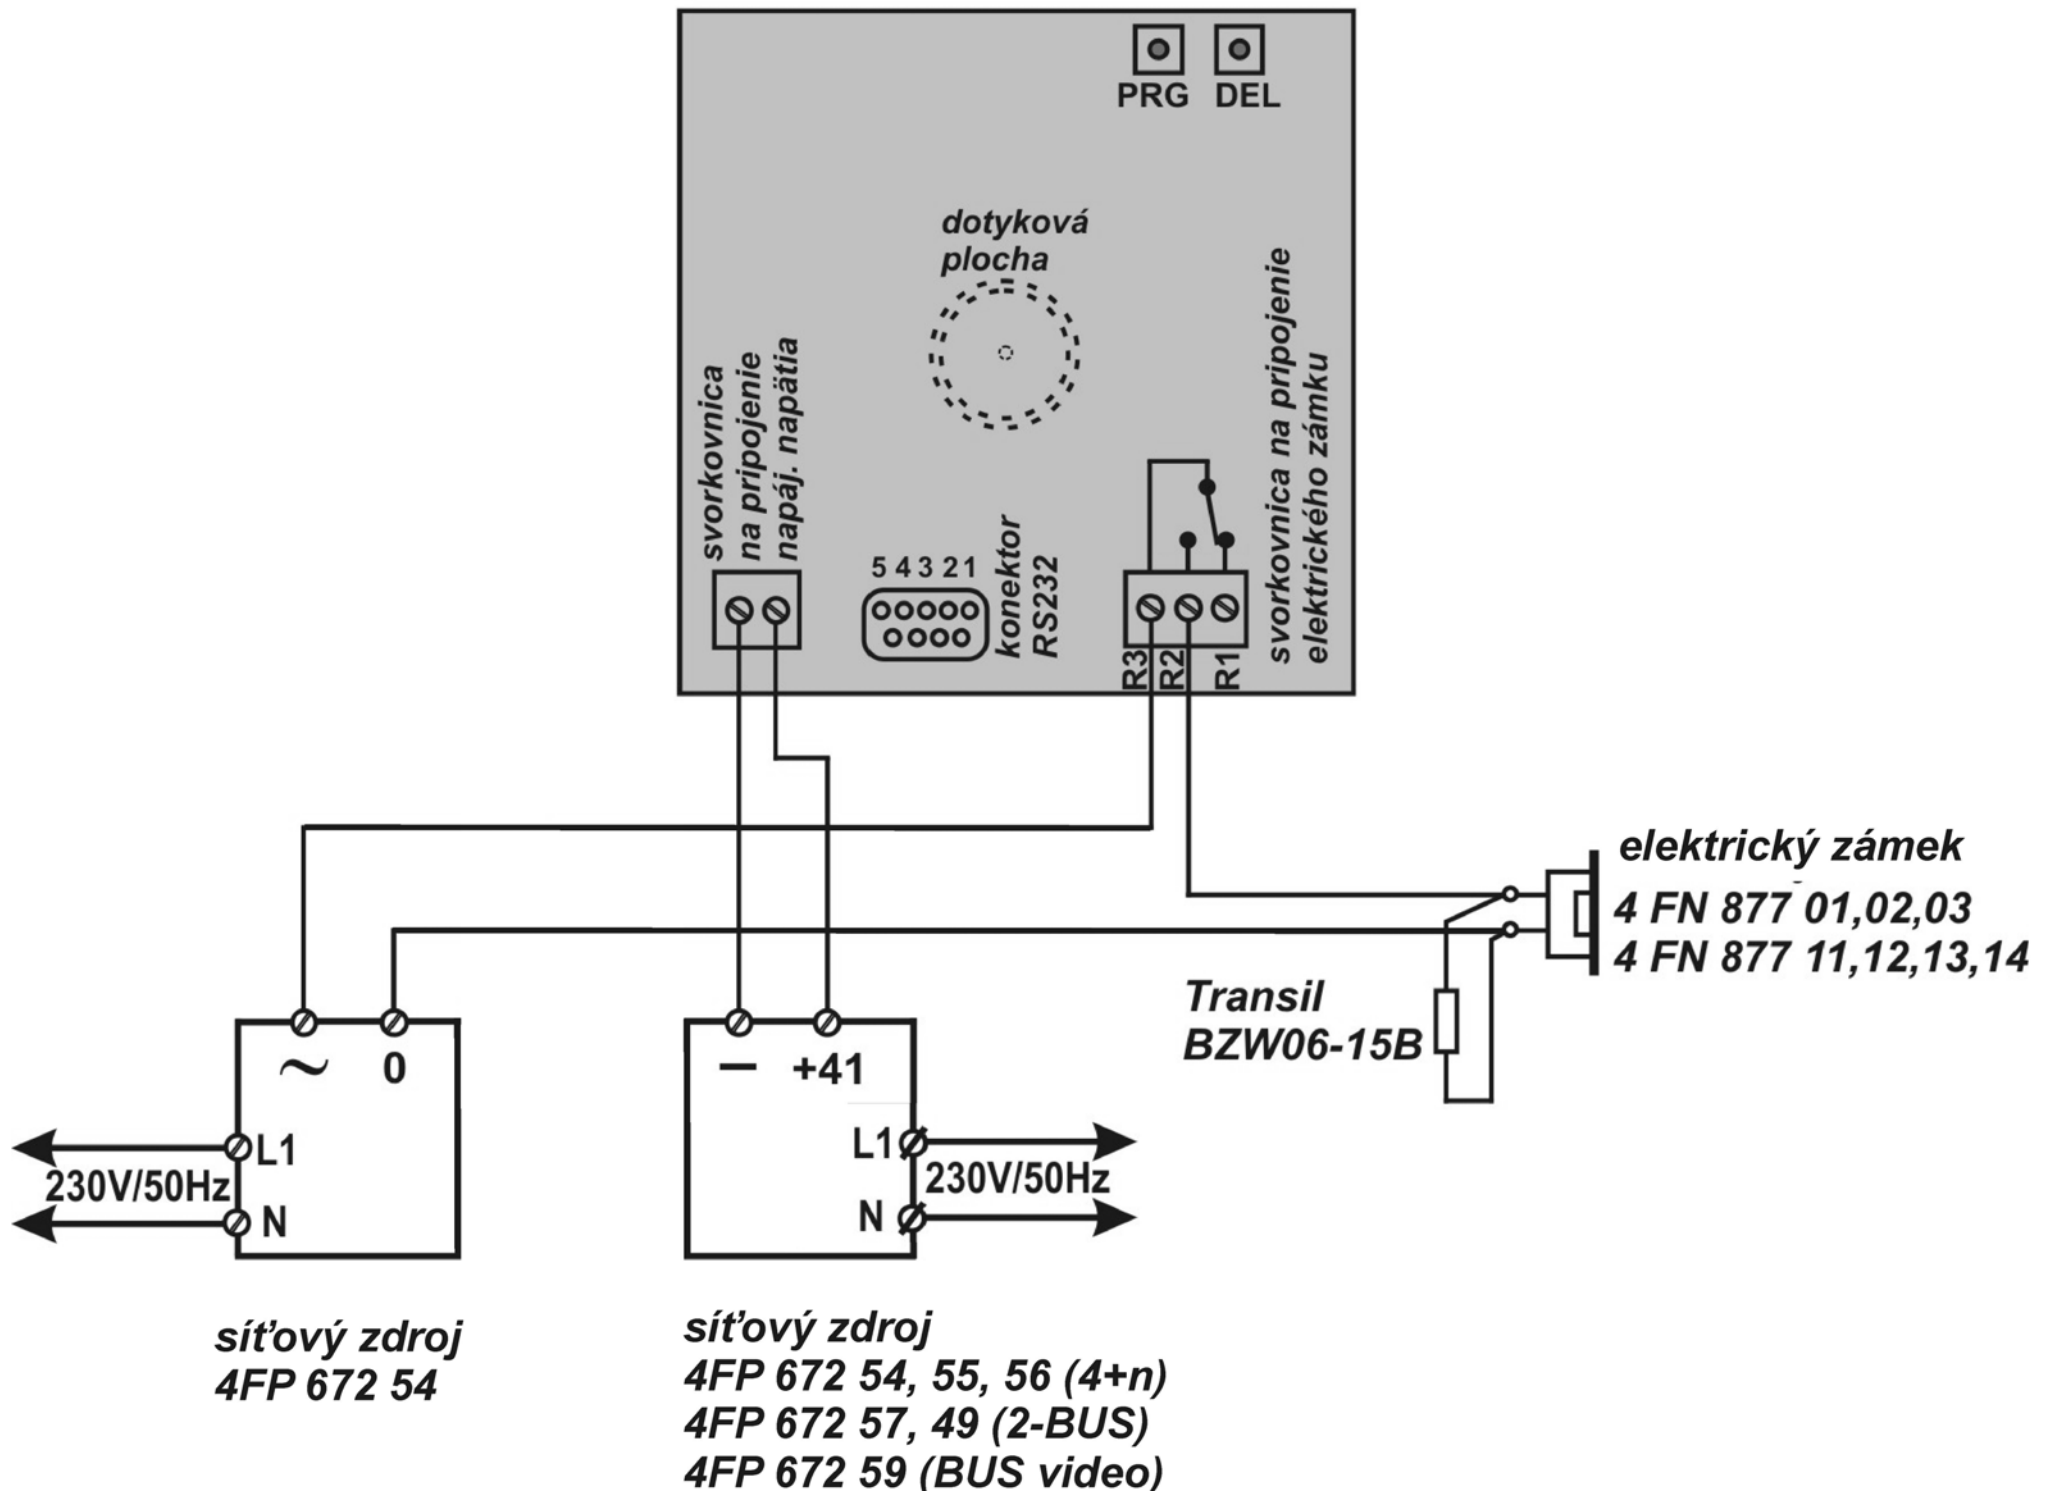 PRG DEL
dotyková
plocha
svorkovnica
na pripojenie
napáj. napätia
5 4 3 2 1
konektor
RS232
svorkovnica na pripojenie
elektrického zámku
R3 R2 R1
elektrický zámek
4 FN 877 01,02,03
4 FN 877 11,12,13,14
Transil
BZW06-15B
~ 0
L1
230V/50Hz
N
− +41
L1
230V/50Hz
N
síťový zdroj
4FP 672 54
síťový zdroj
4FP 672 54, 55, 56 (4+n)
4FP 672 57, 49 (2-BUS)
4FP 672 59 (BUS video)